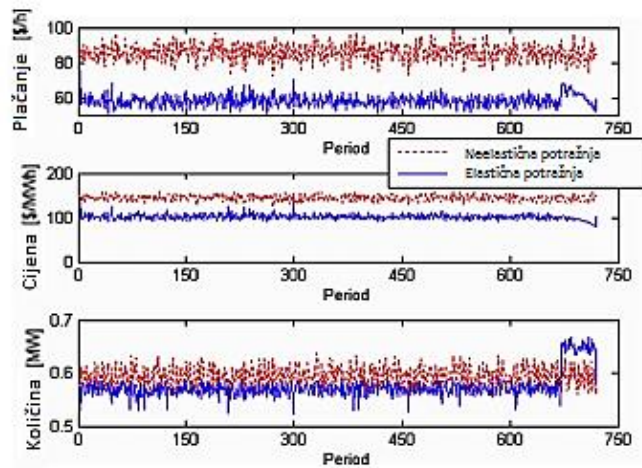 Plačanje [$/h]
100
80
60
0 150 300 450 600 750
Period
Neelastična potražnja
Elastična potražnja
Cijena [$/MWh]
200
100
0
0 150 300 450 600 750
Period
Količina [MW]
0.7
0.6
0.5
0 150 300 450 600 750
Period